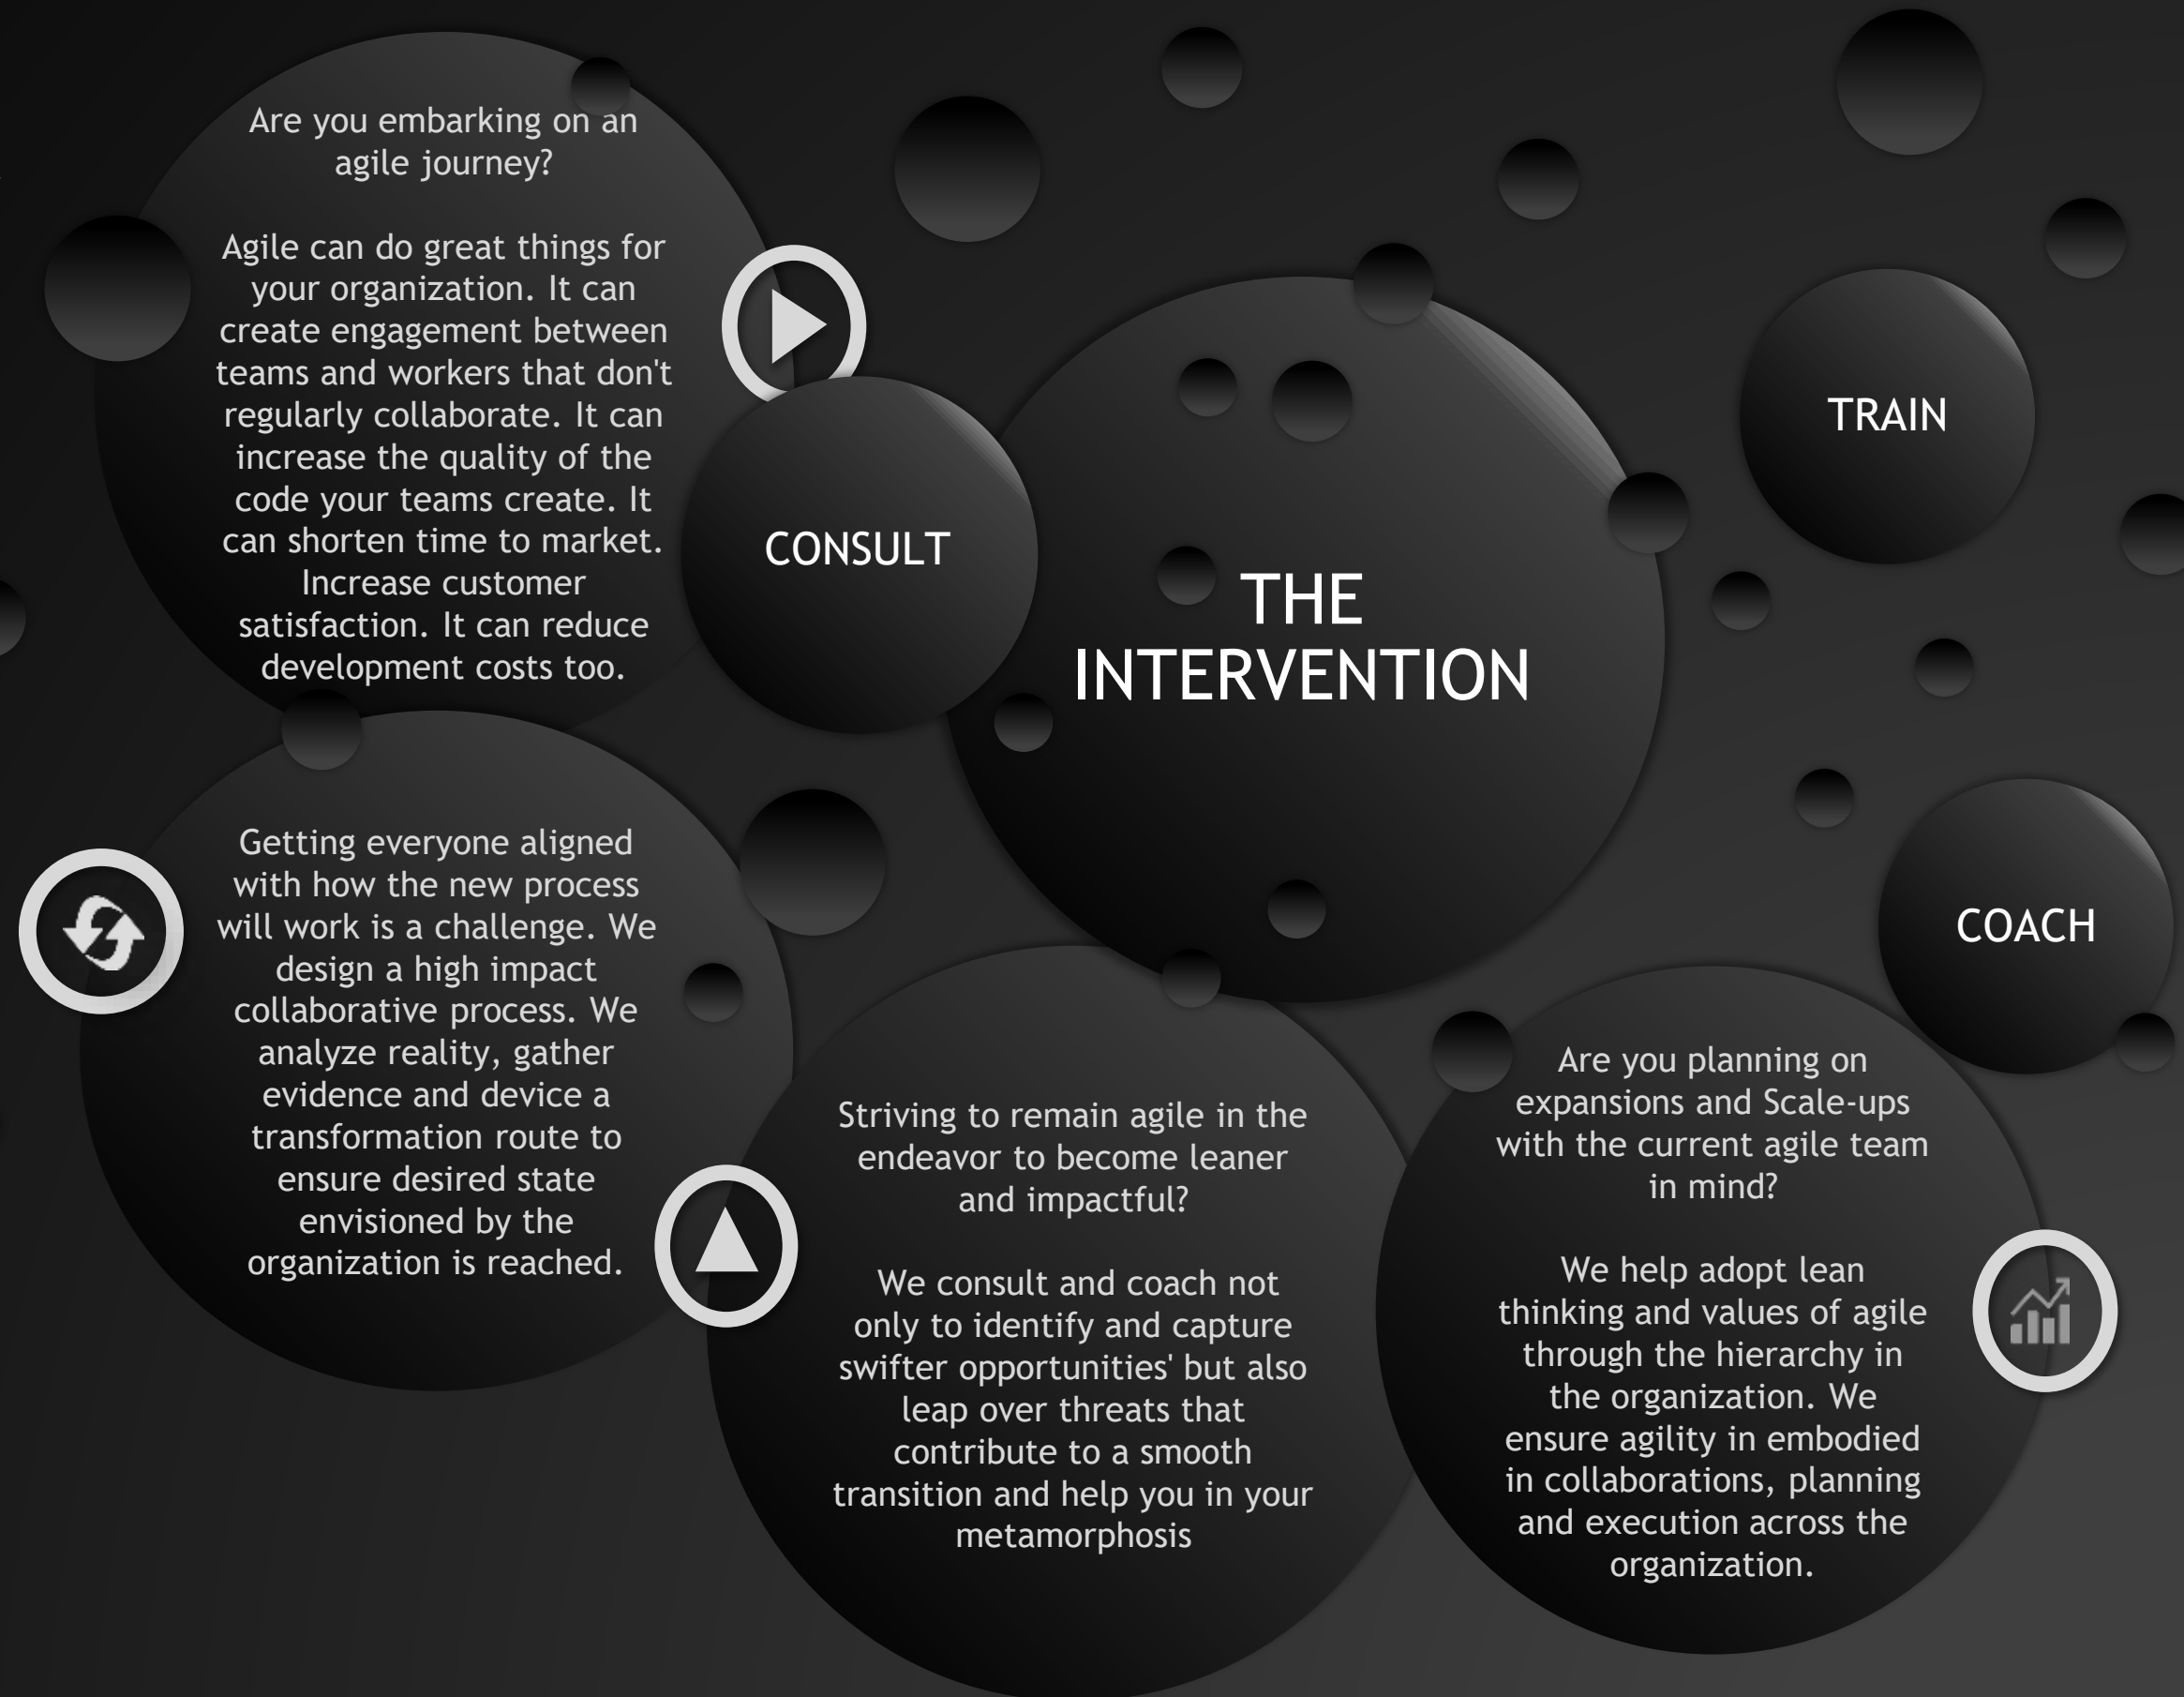 Are you embarking on an
agile journey?
Agile can do great things for
your organization. It can
create engagement between
teams and workers that don't
regularly collaborate. It can
increase the quality of the
code your teams create. It
can shorten time to market.
Increase customer
satisfaction. It can reduce
development costs too.
CONSULT
THE
INTERVENTION
TRAIN
COACH
Getting everyone aligned
with how the new process
will work is a challenge. We
design a high impact
collaborative process. We
analyze reality, gather
evidence and device a
transformation route to
ensure desired state
envisioned by the
organization is reached.
Striving to remain agile in the
endeavor to become leaner
and impactful?
We consult and coach not
only to identify and capture
swifter opportunities' but also
leap over threats that
contribute to a smooth
transition and help you in your
metamorphosis
Are you planning on
expansions and Scale-ups
with the current agile team
in mind?
We help adopt lean
thinking and values of agile
through the hierarchy in
the organization. We
ensure agility in embodied
in collaborations, planning
and execution across the
organization.